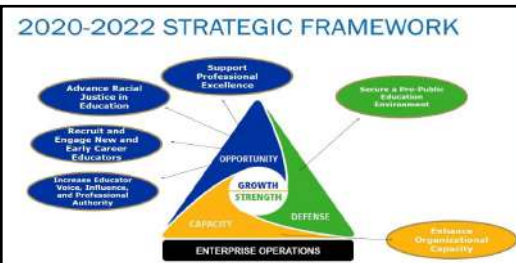 2020-2022 STRATEGIC FRAMEWORK
Support
Professional
Excellence
Advance Racial
Justice in
Education
Secure a Pro-Public
Education
Environment
Recruit and
Engage New and
Early Career
Educators
Increase Educator
Voice, Influence,
and Professional
Authority
OPPORTUNITY
GROWTH
STRENGTH
CAPACITY
DEFENSE
Enhance
Organizational
Capacity
ENTERPRISE OPERATIONS